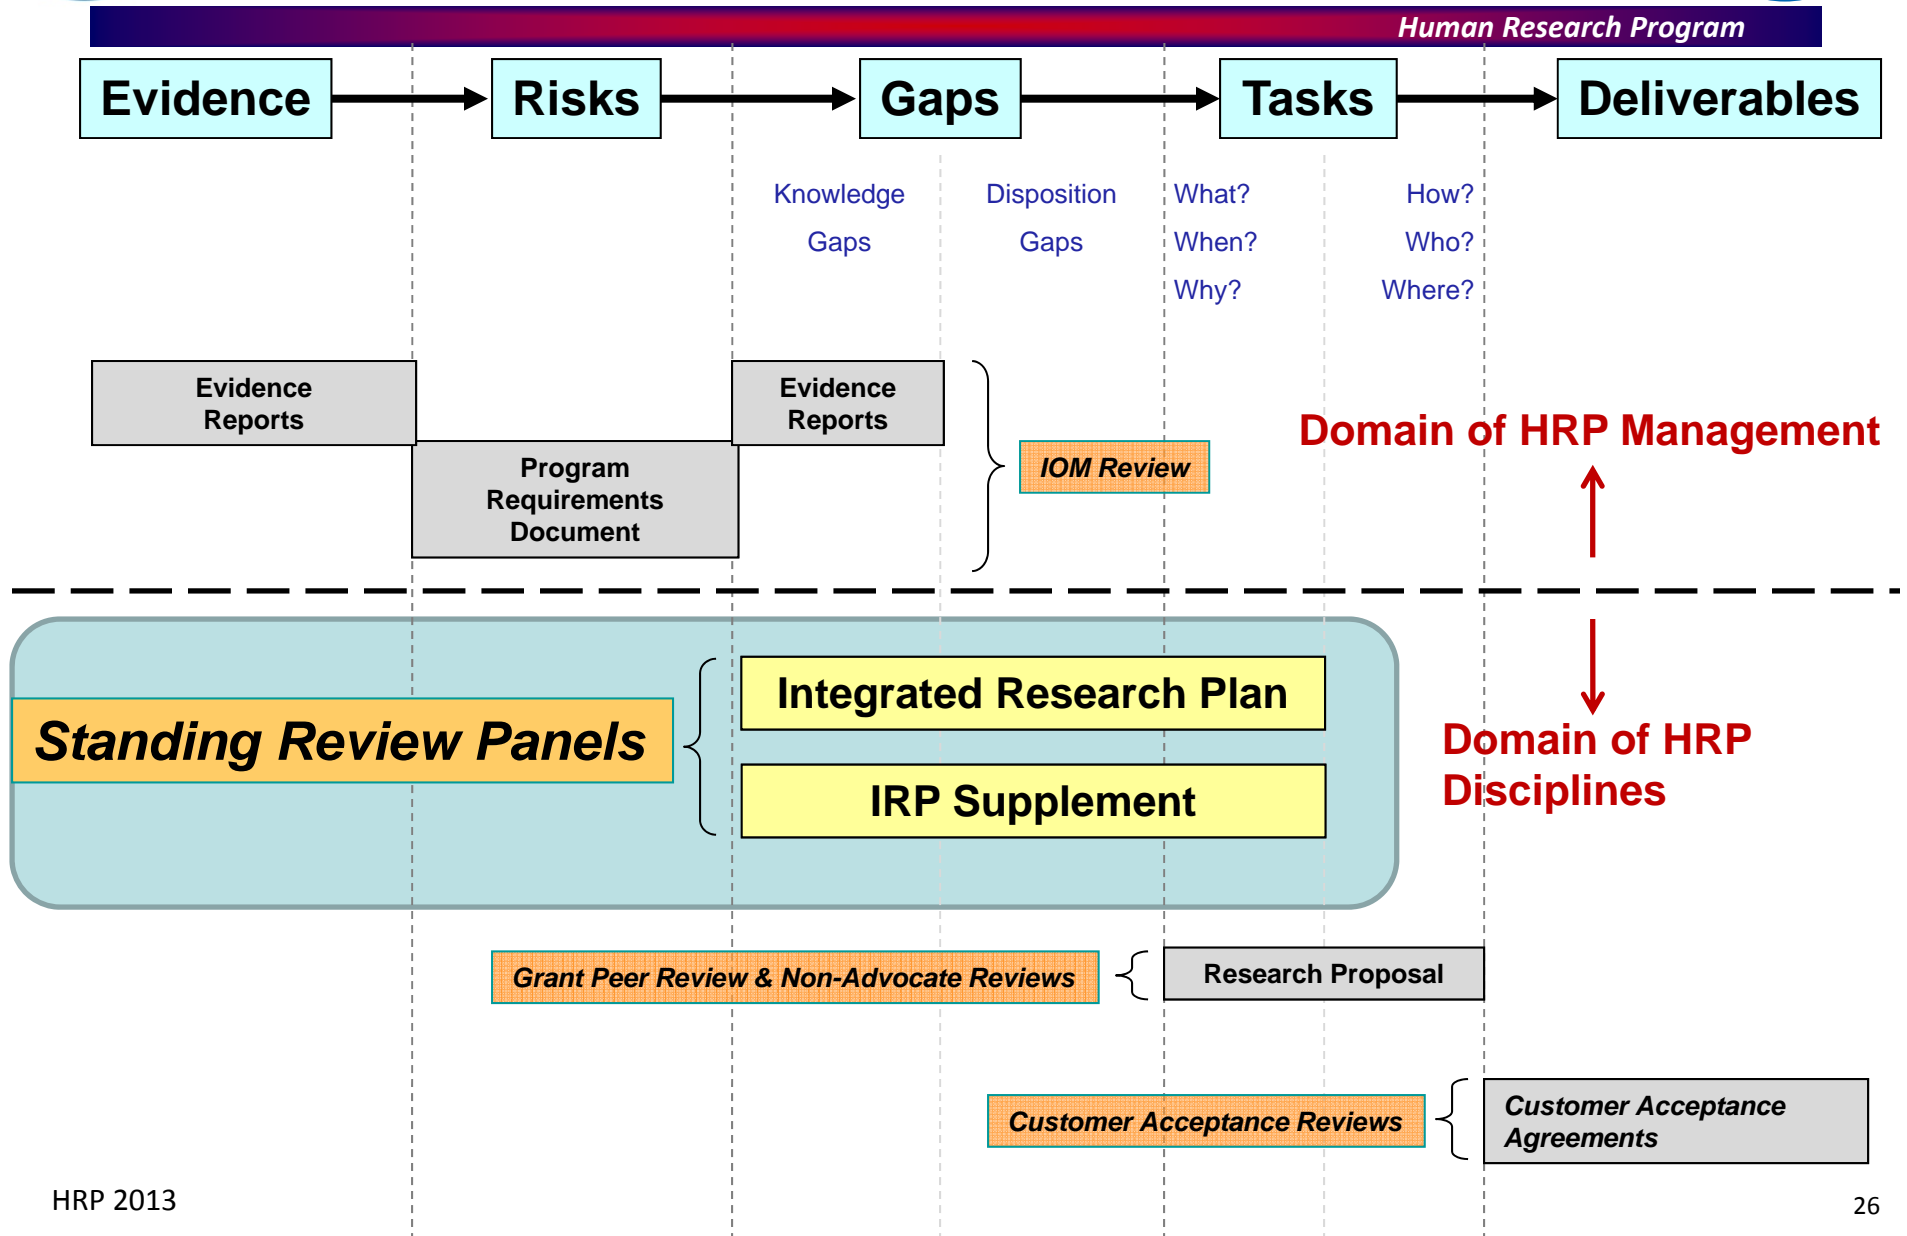 Human Research Program
Evidence
Risks
Gaps
Tasks
Deliverables
Knowledge
Gaps
Disposition
Gaps
What?
When?
Why?
How?
Who?
Where?
Evidence
Reports
Program
Requirements
Document
Evidence
Reports
IOM Review
Domain of HRP Management
Standing Review Panels
Integrated Research Plan
IRP Supplement
Domain of HRP
Disciplines
Grant Peer Review & Non-Advocate Reviews
Research Proposal
Customer Acceptance Reviews
Customer Acceptance
Agreements
HRP 2013
26